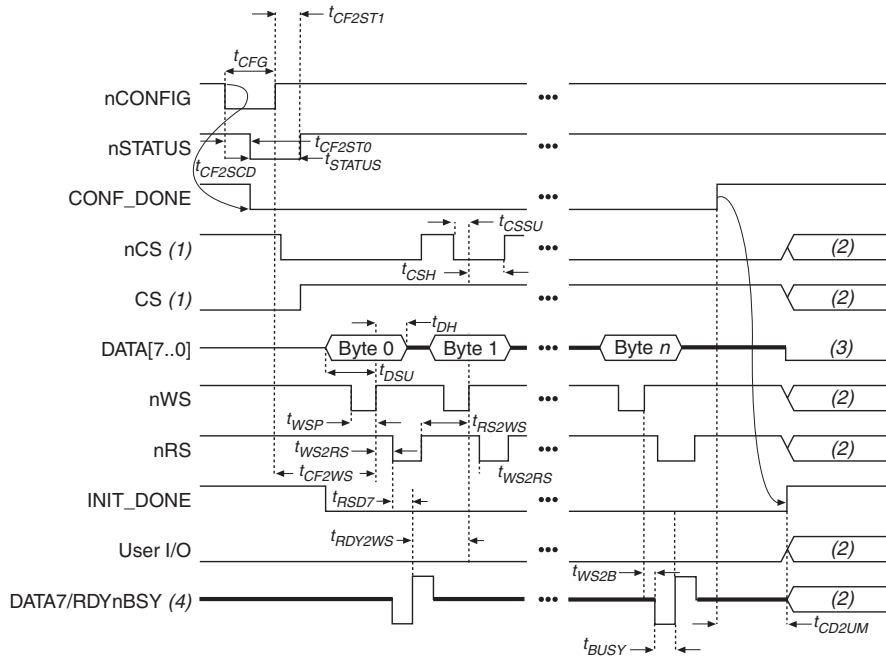 tCF2ST1
tCFG
nCONFIG
•••
nSTATUS
tCF2ST0
•••
tSTATUS
tCF2SCD
CONF_DONE
•••
tCSSU
nCS (1)
•••
(2)
tCSH
CS (1)
•••
(2)
tDH
DATA[7..0]
Byte 0
Byte 1
•••
Byte n
(3)
tDSU
nWS
•••
(2)
tWSP
tRS2WS
nRS
tWS2RS
•••
(2)
tCF2WS
tWS2RS
INIT_DONE
tRSD7
•••
tRDY2WS
User I/O
•••
(2)
tWS2B
DATA7/RDYnBSY (4)
•••
(2)
tCD2UM
tBUSY